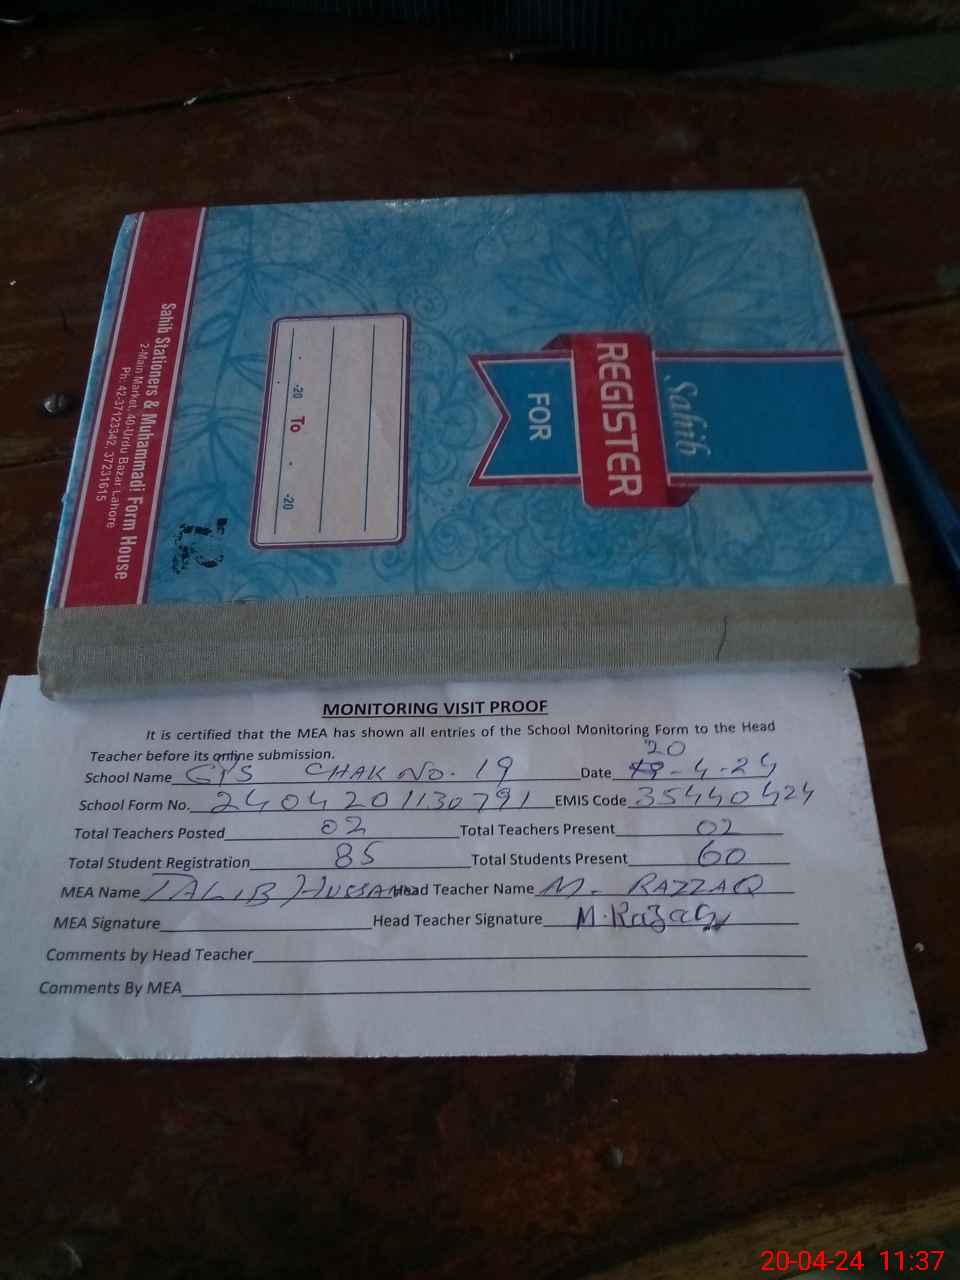 Sahib
REGISTER
FOR
.20 To .20
Sahib Stationers & Muhammadi Form House
2-Main Market, 40-Urdu Bazar Lahore
Ph: 42-37123342, 37231615
MONITORING VISIT PROOF
It is certified that the MEA has shown all entries of the School Monitoring Form to the Head
Teacher before its online submission.
School Name GPS CHAK No. 19 Date 20-4-24
School Form No. 2404201130791 EMIS Code 35440424
Total Teachers Posted 02 Total Teachers Present 02
Total Student Registration 85 Total Students Present 60
MEA Name TALIB HUSSAIN Head Teacher Name M. RAZZAQ
MEA Signature Head Teacher Signature M.Razaq
Comments by Head Teacher
Comments By MEA
20-04-24 11:37